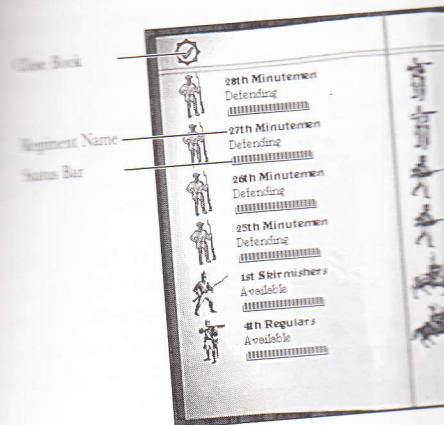 Close Book
28th Minutemen
Defending
Regiment Name
27th Minutemen
Defending
Status Bar
26th Minutemen
Defending
25th Minutemen
Defending
1st Skirmishers
Available
4th Regulars
Available